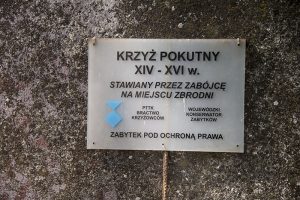 KRZYŻ POKUTNY
XIV - XVI w.
STAWIANY PRZEZ ZABÓJCĘ
NA MIEJSCU ZBRODNI
PTTK
BRACTWO
KRZYŻOWCÓW
WOJEWÓDZKI
KONSERWATOR
ZABYTKÓW
ZABYTEK POD OCHRONĄ PRAWA